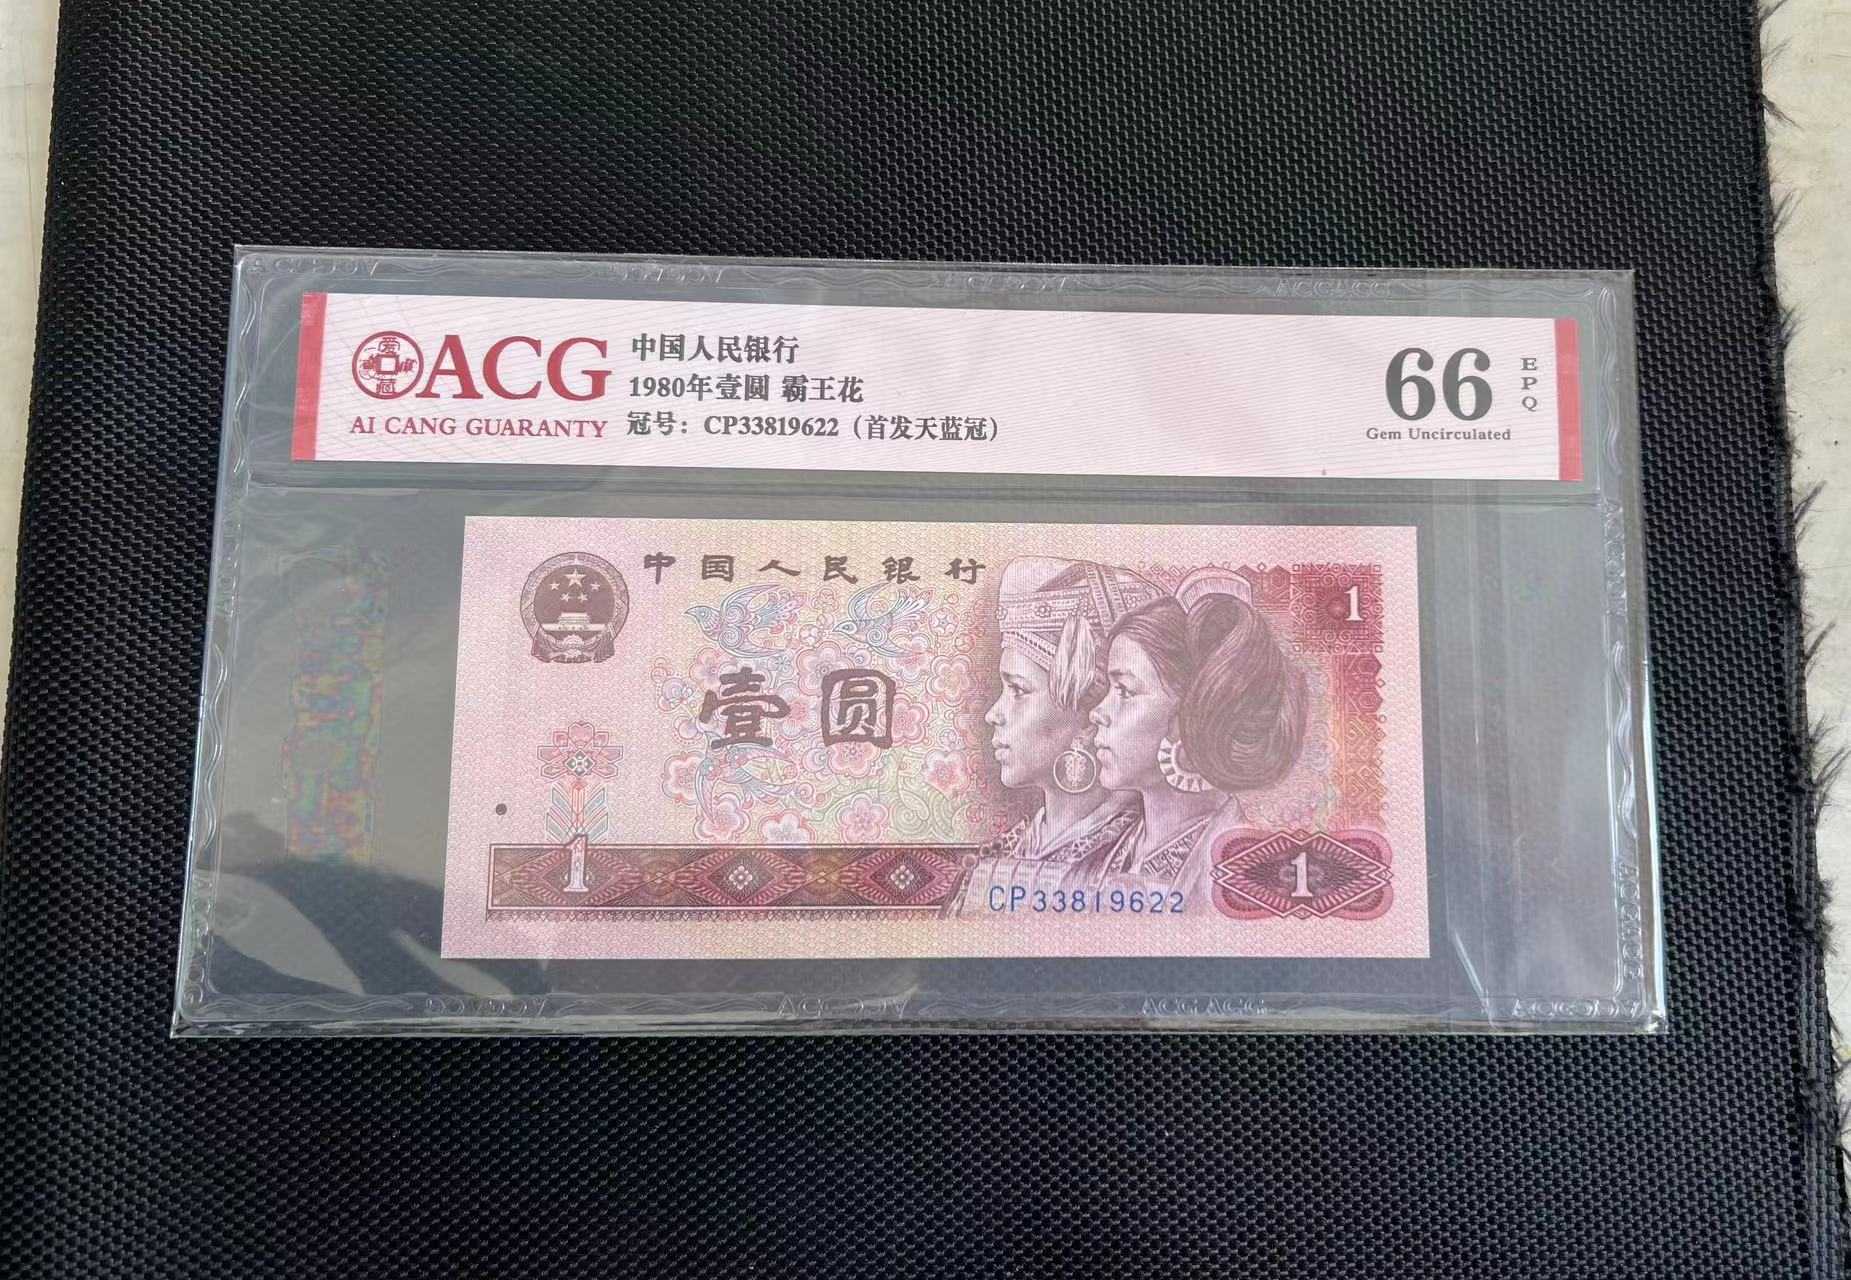 ACG
AI CANG GUARANTY
中国人民银行
1980年壹圆 霸王花
冠号：CP33819622（首发天蓝冠）
66
EPQ
Gem Uncirculated
中国人民银行
1
壹圆
1
CP33819622
1
ACGACG